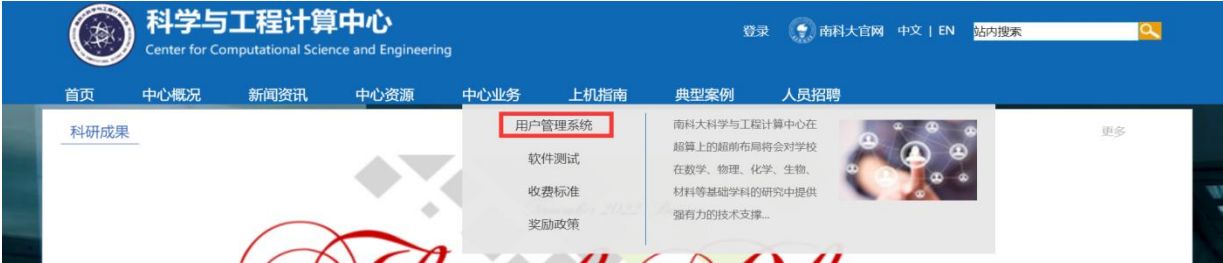 科学与工程计算中心
Center for Computational Science and Engineering
登录 南科大官网 中文 | EN 站内搜索
首页 中心概况 新闻资讯 中心资源 中心业务 上机指南 典型案例 人员招聘
科研成果
更多
用户管理系统
软件测试
收费标准
奖励政策
南科大科学与工程计算中心在
超算上的超前布局将会对学校
在数学、物理、化学、生物、
材料等基础学科的研究中提供
强有力的技术支撑...